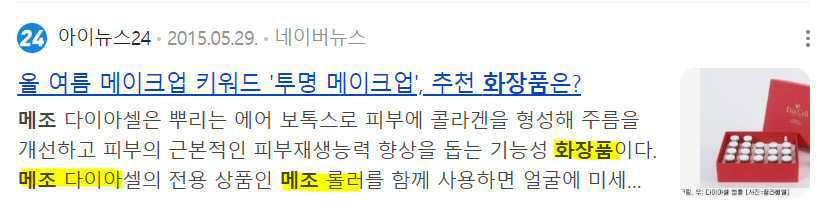 24 아이뉴스24 • 2015.05.29. • 네이버뉴스
올 여름 메이크업 키워드 '투명 메이크업', 추천 화장품은?
메조 다이아셀은 뿌리는 에어 보톡스로 피부에 콜라겐을 형성해 주름을
개선하고 피부의 근본적인 피부재생능력 향상을 돕는 기능성 화장품이다.
메조 다이아셀의 전용 상품인 메조 롤러를 함께 사용하면 얼굴에 미세...